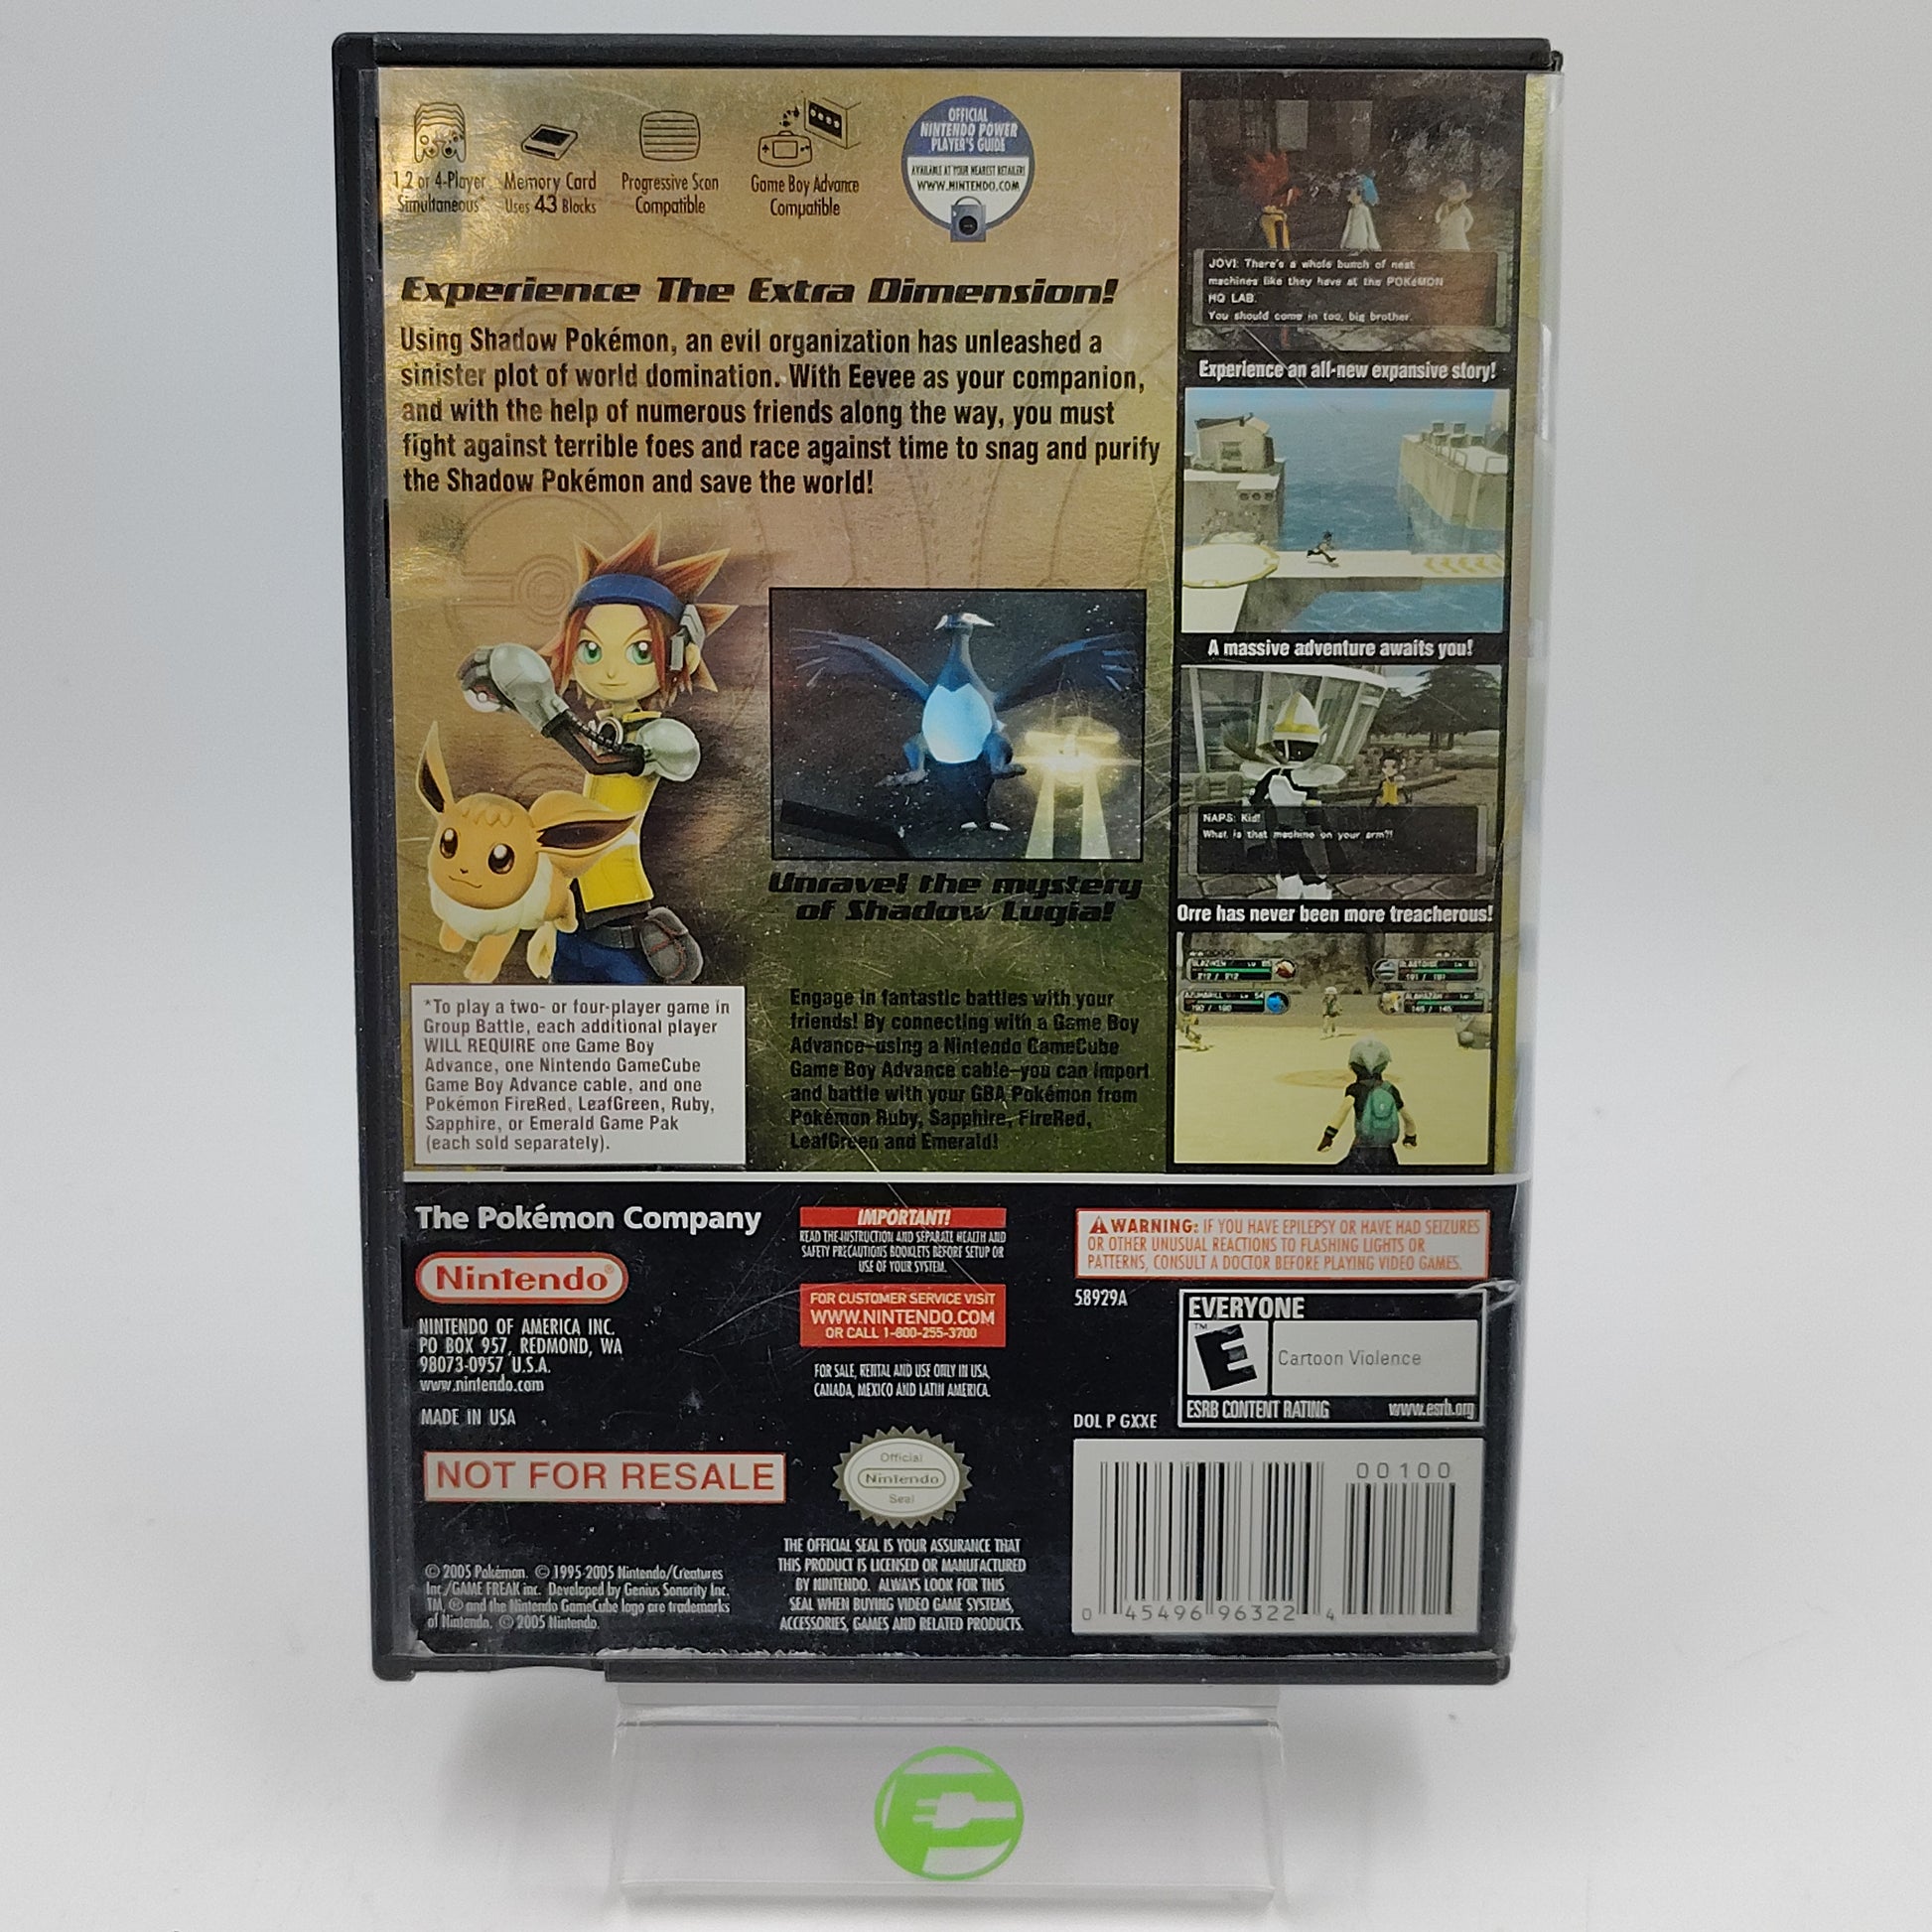 1,2 or 4-Player
Simultaneous*
Memory Card
Uses 43 Blocks
Progressive Scan
Compatible
Game Boy Advance
Compatible
OFFICIAL
NINTENDO POWER
PLAYER'S GUIDE
AVAILABLE AT YOUR NEAREST RETAILER!
WWW.NINTENDO.COM
Experience The Extra Dimension!
Using Shadow Pokémon, an evil organization has unleashed a
sinister plot of world domination. With Eevee as your companion,
and with the help of numerous friends along the way, you must
fight against terrible foes and race against time to snag and purify
the Shadow Pokémon and save the world!
Unravel the mystery
of Shadow Lugia!
*To play a two- or four-player game in
Group Battle, each additional player
WILL REQUIRE one Game Boy
Advance, one Nintendo GameCube
Game Boy Advance cable, and one
Pokémon FireRed, LeafGreen, Ruby,
Sapphire, or Emerald Game Pak
(each sold separately).
Engage in fantastic battles with your
friends! By connecting with a Game Boy
Advance—using a Nintendo GameCube
Game Boy Advance cable—you can import
and battle with your GBA Pokémon from
Pokémon Ruby, Sapphire, FireRed,
LeafGreen and Emerald!
JOVI: There's a whole bunch of neat
machines like they have at the POKéMON
HQ LAB.
You should come in too, big brother.
Experience an all-new expansive story!
A massive adventure awaits you!
NAPS: Kid!
What is that machine on your arm?!
Orre has never been more treacherous!
BLAZIKEN
BLASTOISE
AZUMARILL
ALAKAZAM
The Pokémon Company
Nintendo®
NINTENDO OF AMERICA INC.
PO BOX 957, REDMOND, WA
98073-0957 U.S.A.
www.nintendo.com
MADE IN USA
NOT FOR RESALE
© 2005 Pokémon. © 1995-2005 Nintendo/Creatures
Inc./GAME FREAK inc. Developed by Genius Sonority Inc.
TM, ® and the Nintendo GameCube logo are trademarks
of Nintendo. © 2005 Nintendo.
IMPORTANT!
READ THE INSTRUCTION AND SEPARATE HEALTH AND
SAFETY PRECAUTIONS BOOKLETS BEFORE SETUP OR
USE OF YOUR SYSTEM.
FOR CUSTOMER SERVICE VISIT
WWW.NINTENDO.COM
OR CALL 1-800-255-3700
FOR SALE, RENTAL AND USE ONLY IN USA,
CANADA, MEXICO AND LATIN AMERICA.
Official
Nintendo
Seal
THE OFFICIAL SEAL IS YOUR ASSURANCE THAT
THIS PRODUCT IS LICENSED OR MANUFACTURED
BY NINTENDO. ALWAYS LOOK FOR THIS
SEAL WHEN BUYING VIDEO GAME SYSTEMS,
ACCESSORIES, GAMES AND RELATED PRODUCTS.
WARNING: IF YOU HAVE EPILEPSY OR HAVE HAD SEIZURES
OR OTHER UNUSUAL REACTIONS TO FLASHING LIGHTS OR
PATTERNS, CONSULT A DOCTOR BEFORE PLAYING VIDEO GAMES.
58929A
EVERYONE
TM
E
Cartoon Violence
ESRB CONTENT RATING www.esrb.org
DOL P GXXE
00100
0 45496 96322 4